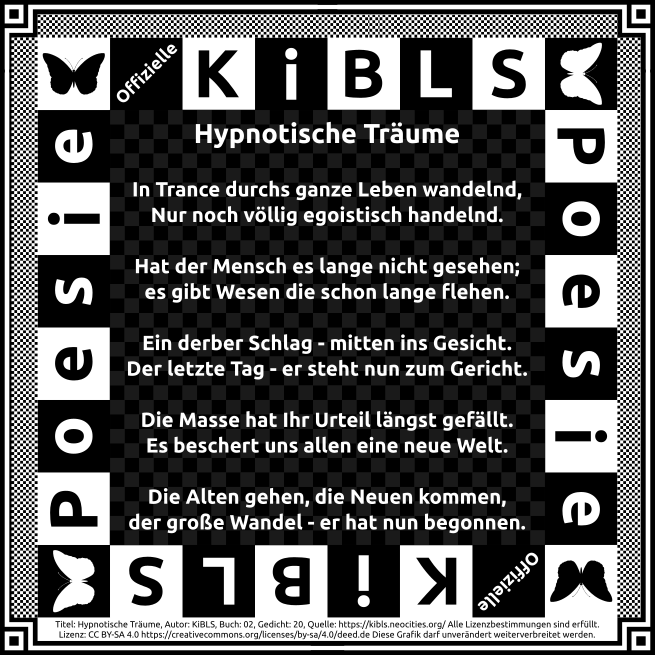 Offizielle
KiBLS
Poesie
Hypnotische Träume
In Trance durchs ganze Leben wandelnd,
Nur noch völlig egoistisch handelnd.
Hat der Mensch es lange nicht gesehen;
es gibt Wesen die schon lange flehen.
Ein derber Schlag - mitten ins Gesicht.
Der letzte Tag - er steht nun zum Gericht.
Die Masse hat Ihr Urteil längst gefällt.
Es beschert uns allen eine neue Welt.
Die Alten gehen, die Neuen kommen,
der große Wandel - er hat nun begonnen.
Offizielle
KiBLS
Poesie
Titel: Hypnotische Träume, Autor: KiBLS, Buch: 02, Gedicht: 20, Quelle: https://kibls.neocities.org/ Alle Lizenzbestimmungen sind erfüllt.
Lizenz: CC BY-SA 4.0 https://creativecommons.org/licenses/by-sa/4.0/deed.de Diese Grafik darf unverändert weiterverbreitet werden.